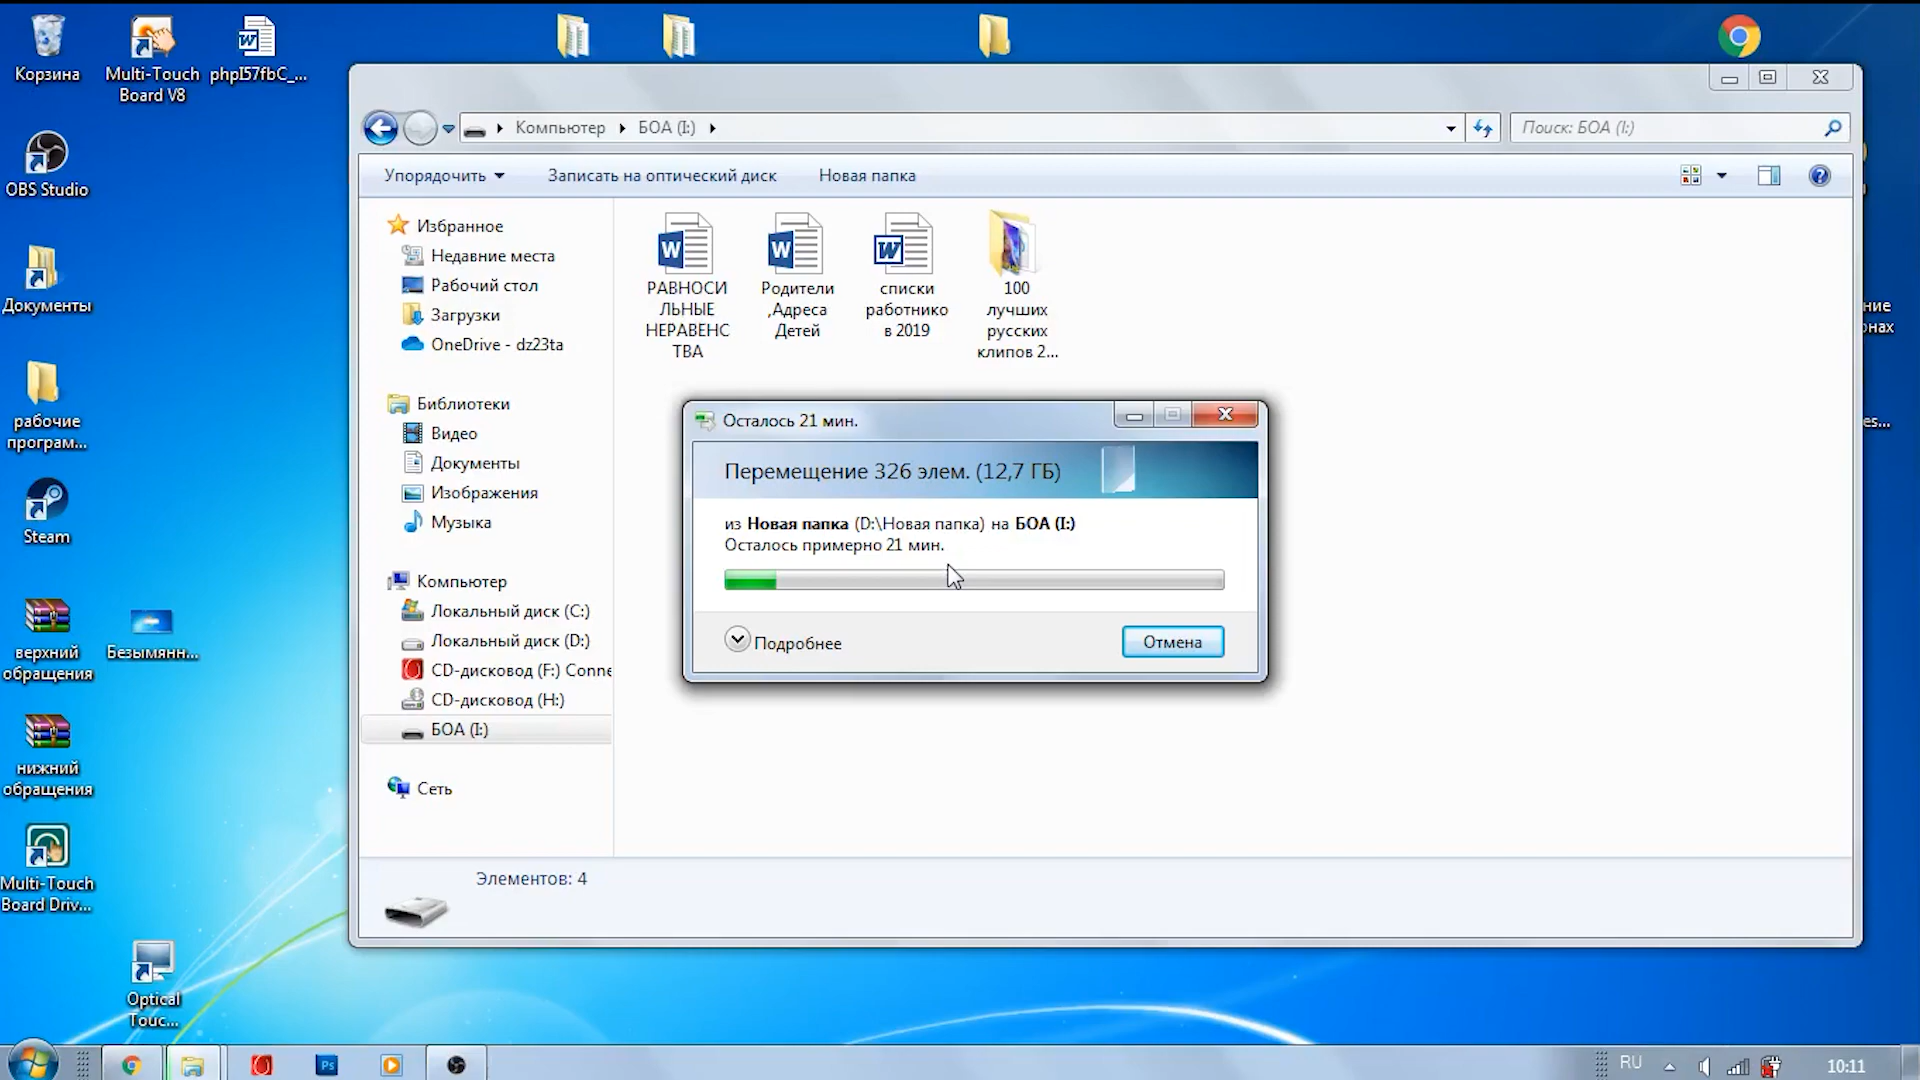 Корзина
Multi-Touch
Board V8
phpI57fbC_...
OBS Studio
Документы
рабочие
програм...
Steam
верхний
обращения
Безымянн...
нижний
обращения
Multi-Touch
Board Driv...
Optical
Touc...
Компьютер
БОА (I:)
Поиск: БОА (I:)
Упорядочить
Записать на оптический диск
Новая папка
Избранное
Недавние места
Рабочий стол
Загрузки
OneDrive - dz23ta
Библиотеки
Видео
Документы
Изображения
Музыка
Компьютер
Локальный диск (C:)
Локальный диск (D:)
CD-дисковод (F:) Conne
CD-дисковод (H:)
БОА (I:)
Сеть
РАВНОСИ
ЛЬНЫЕ
НЕРАВЕНС
ТВА
Родители
,Адреса
Детей
списки
работнико
в 2019
100
лучших
русских
клипов 2...
Осталось 21 мин.
Перемещение 326 элем. (12,7 ГБ)
из Новая папка (D:\Новая папка) на БОА (I:)
Осталось примерно 21 мин.
Подробнее
Отмена
Элементов: 4
ние
нах
es...
Ps
RU
10:11